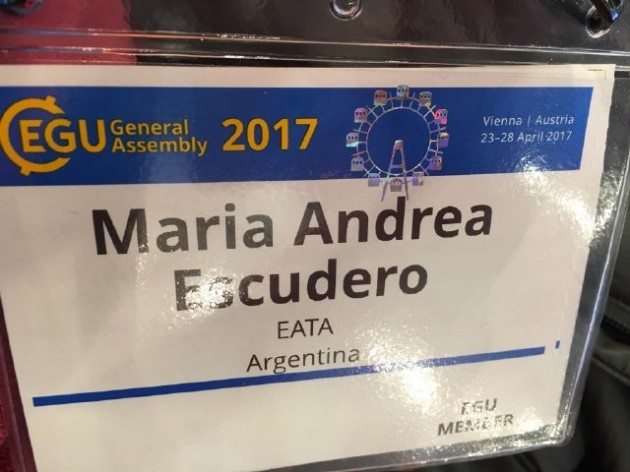 EGU General Assembly 2017
Vienna | Austria
23–28 April 2017
Maria Andrea
Escudero
EATA
Argentina
EGU
MEMBER